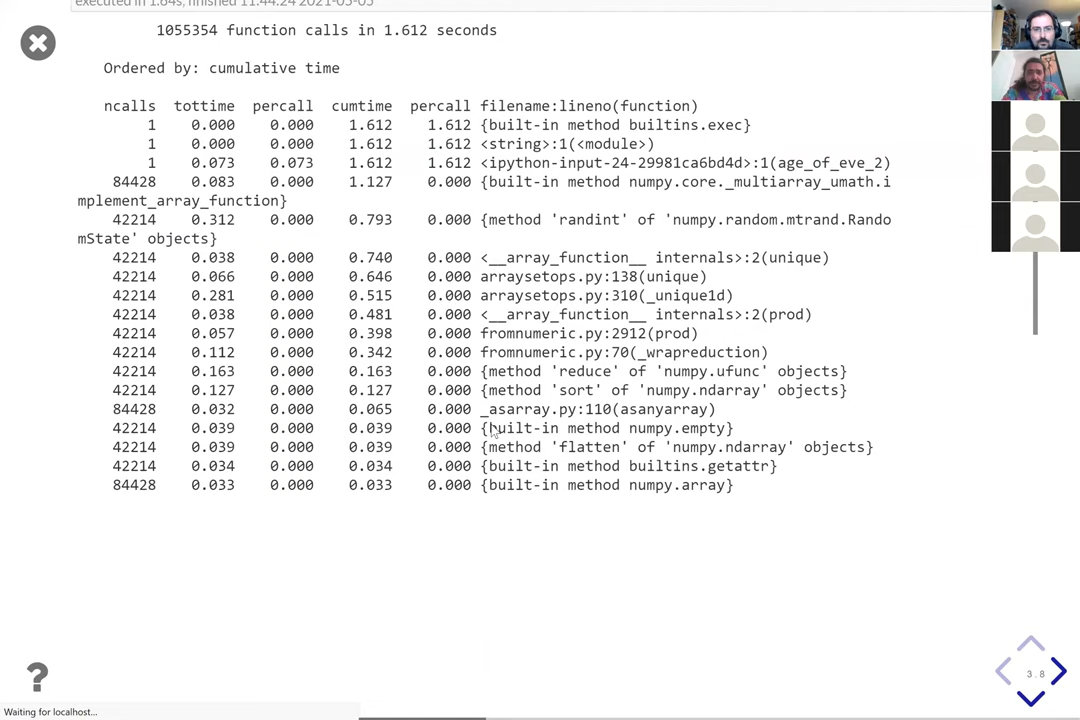 executed in 1.64s, finished 11:44:24 2021-05-05
1055354 function calls in 1.612 seconds
Ordered by: cumulative time
ncalls tottime percall cumtime percall filename:lineno(function)
1 0.000 0.000 1.612 1.612 {built-in method builtins.exec}
1 0.000 0.000 1.612 1.612 <string>:1(<module>)
1 0.073 0.073 1.612 1.612 <ipython-input-24-29981ca6bd4d>:1(age_of_eve_2)
84428 0.083 0.000 1.127 0.000 {built-in method numpy.core._multiarray_umath.i
mplement_array_function}
42214 0.312 0.000 0.793 0.000 {method 'randint' of 'numpy.random.mtrand.Rando
mState' objects}
42214 0.038 0.000 0.740 0.000 <__array_function__ internals>:2(unique)
42214 0.066 0.000 0.646 0.000 arraysetops.py:138(unique)
42214 0.281 0.000 0.515 0.000 arraysetops.py:310(_unique1d)
42214 0.038 0.000 0.481 0.000 <__array_function__ internals>:2(prod)
42214 0.057 0.000 0.398 0.000 fromnumeric.py:2912(prod)
42214 0.112 0.000 0.342 0.000 fromnumeric.py:70(_wrapreduction)
42214 0.163 0.000 0.163 0.000 {method 'reduce' of 'numpy.ufunc' objects}
42214 0.127 0.000 0.127 0.000 {method 'sort' of 'numpy.ndarray' objects}
84428 0.032 0.000 0.065 0.000 _asarray.py:110(asanyarray)
42214 0.039 0.000 0.039 0.000 {built-in method numpy.empty}
42214 0.039 0.000 0.039 0.000 {method 'flatten' of 'numpy.ndarray' objects}
42214 0.034 0.000 0.034 0.000 {built-in method builtins.getattr}
84428 0.033 0.000 0.033 0.000 {built-in method numpy.array}
3.8
?
Waiting for localhost...